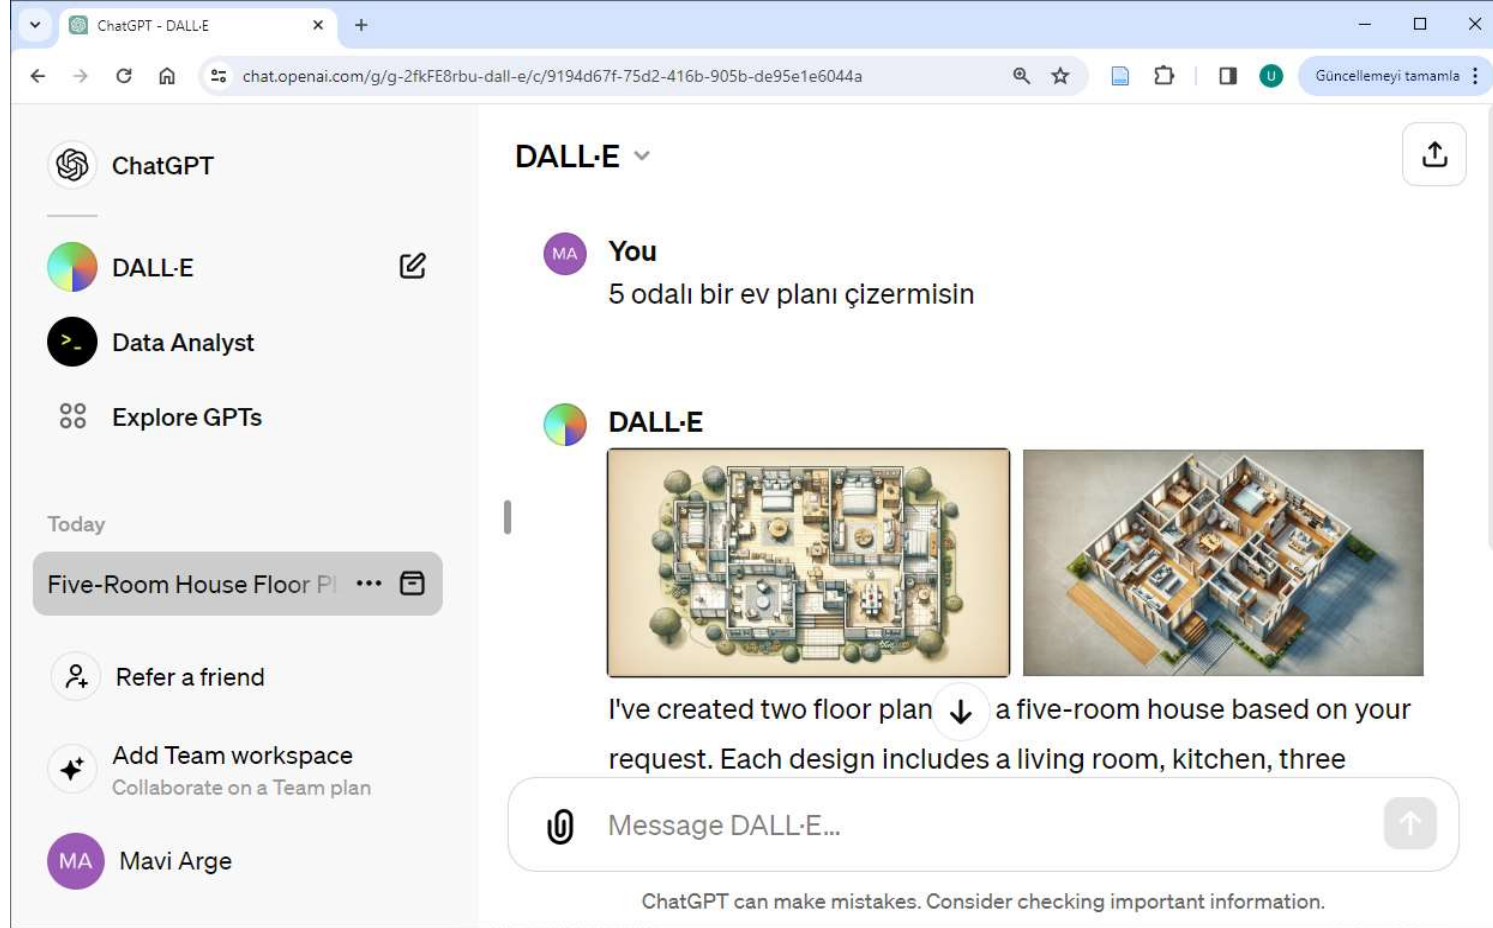 ChatGPT - DALL·E
chat.openai.com/g/g-2fkFE8rbu-dall-e/c/9194d67f-75d2-416b-905b-de95e1e6044a
U
Güncellemeyi tamamla
ChatGPT
DALL·E
Data Analyst
Explore GPTs
Today
Five-Room House Floor Pl
Refer a friend
Add Team workspace
Collaborate on a Team plan
MA
Mavi Arge
DALL·E
MA
You
5 odalı bir ev planı çizermisin
DALL·E
I've created two floor plan a five-room house based on your
request. Each design includes a living room, kitchen, three
Message DALL·E...
ChatGPT can make mistakes. Consider checking important information.